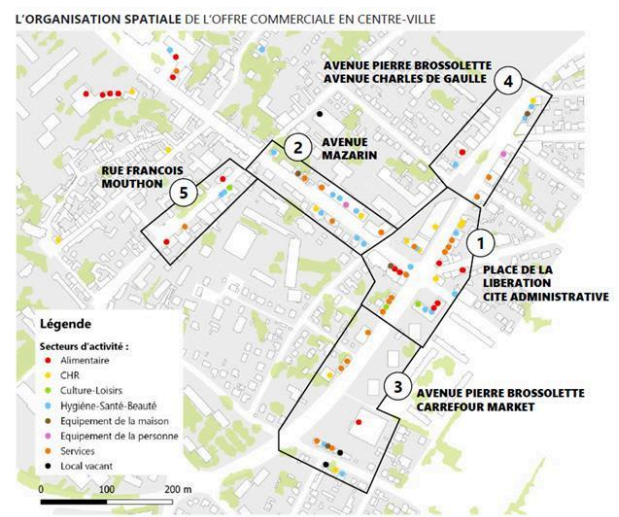 L'ORGANISATION SPATIALE DE L'OFFRE COMMERCIALE EN CENTRE-VILLE
AVENUE PIERRE BROSSOLETTE
AVENUE CHARLES DE GAULLE
4
2
AVENUE
MAZARIN
RUE FRANCOIS
MOUTHON
5
1
PLACE DE LA
LIBERATION
CITE ADMINISTRATIVE
3
AVENUE PIERRE BROSSOLETTE
CARREFOUR MARKET
Légende
Secteurs d'activité :
Alimentaire
CHR
Culture-Loisirs
Hygiéne-Santé-Beauté
Equipement de la maison
Equipement de la personne
Services
Local vacant
0 100 200 m